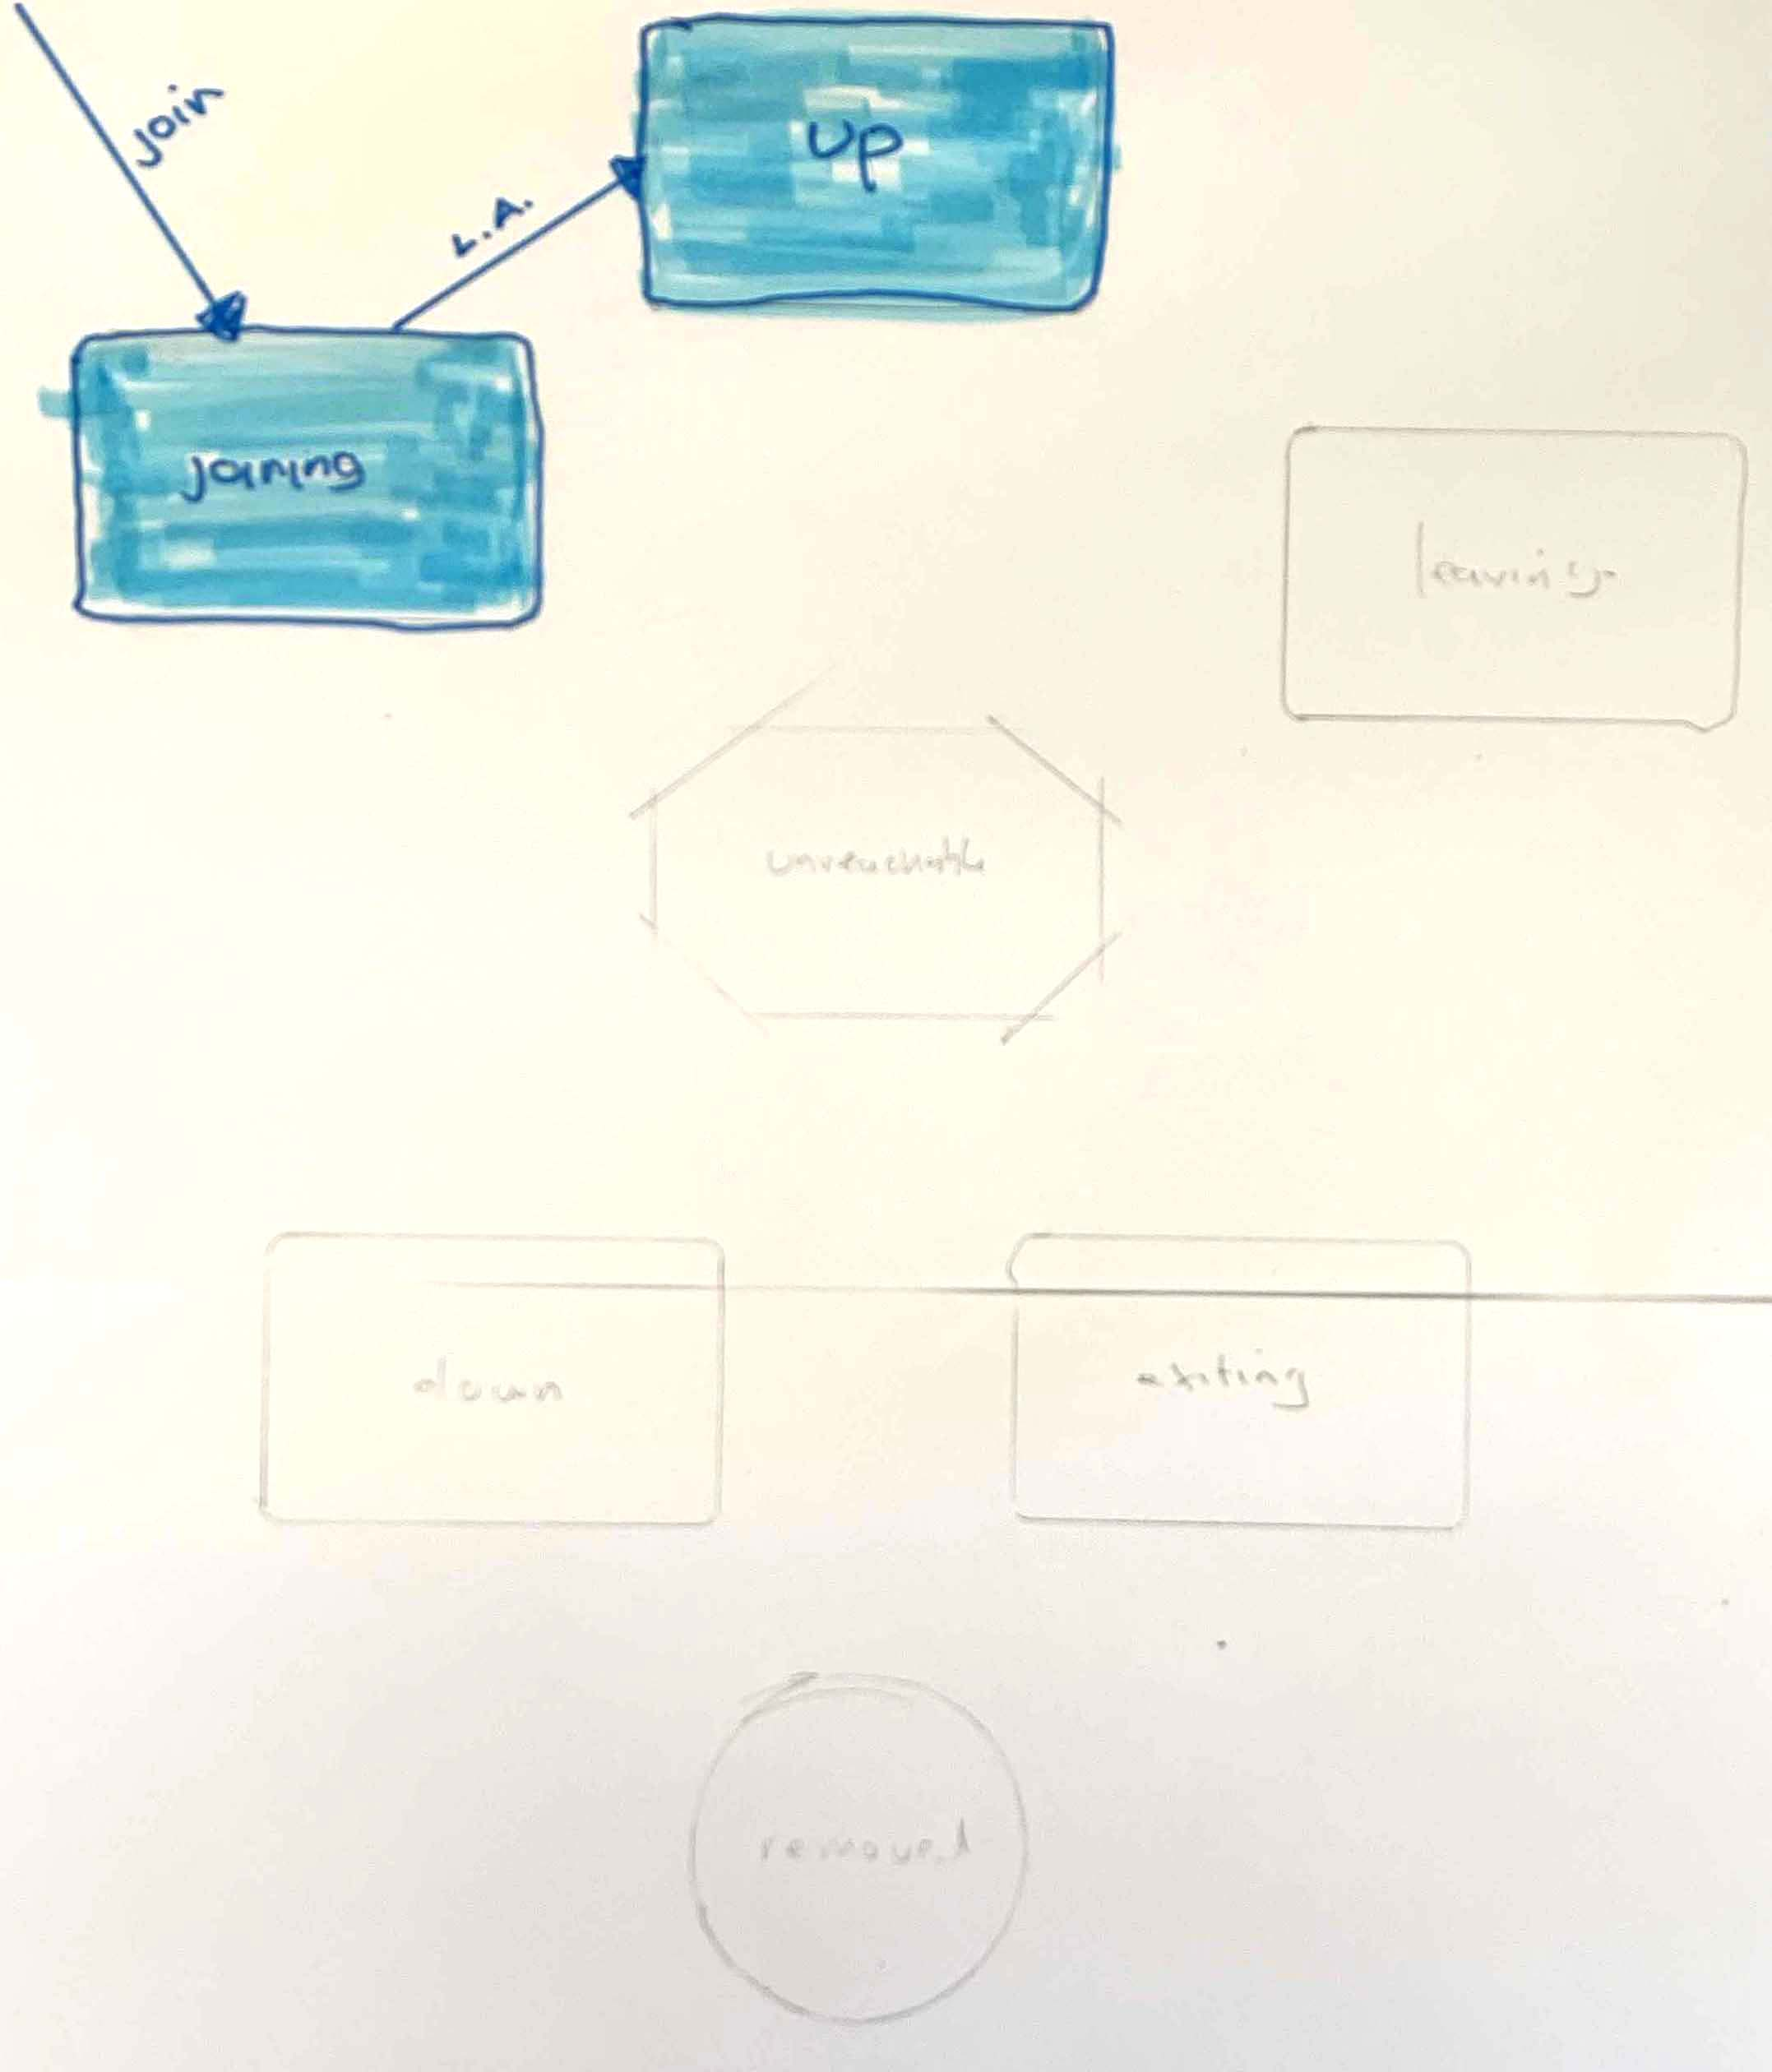 join
up
L.A.
joining
leaving
unreachable
down
exiting
removed